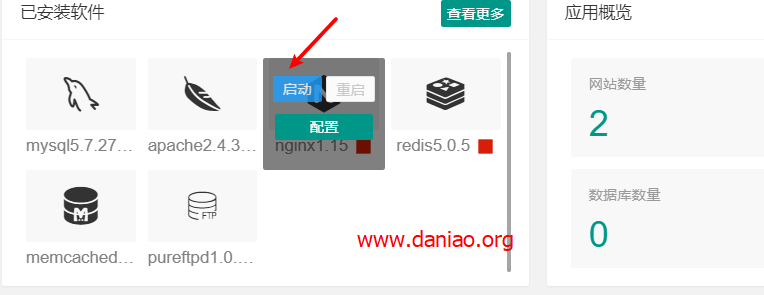 已安装软件
查看更多
应用概览
启动
重启
配置
mysql5.7.27...
apache2.4.3...
nginx1.15
redis5.0.5
网站数量
2
数据库数量
0
FTP
memcached...
pureftpd1.0....
www.daniao.org